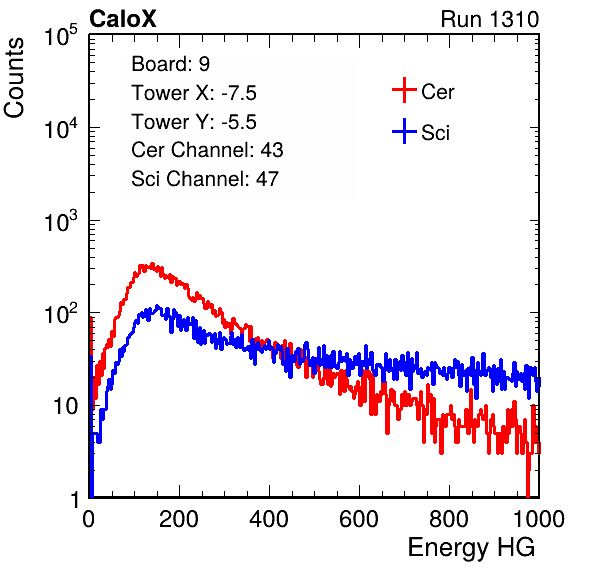 CaloX Run 1310
Counts
Board: 9
Tower X: -7.5
Tower Y: -5.5
Cer Channel: 43
Sci Channel: 47
Cer
Sci
10^5
10^4
10^3
10^2
10
1
0 200 400 600 800 1000
Energy HG